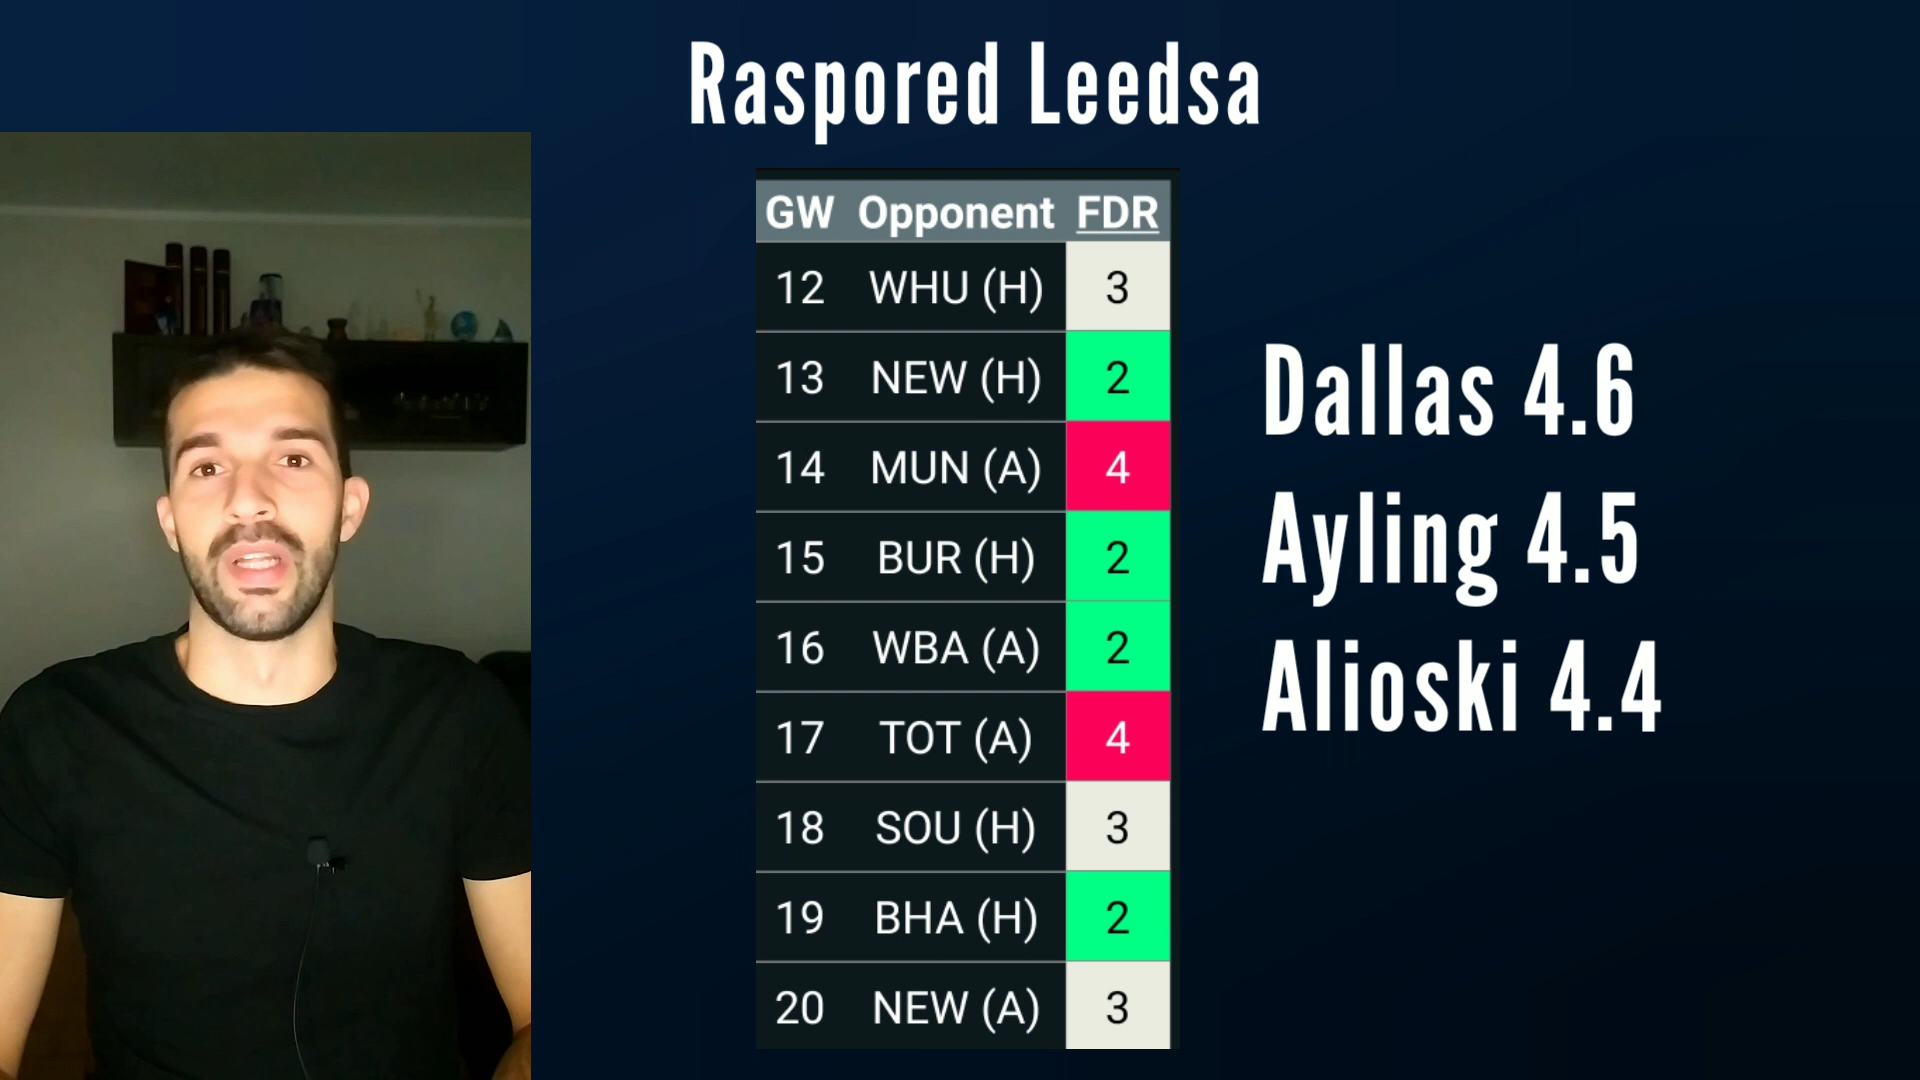 Raspored Leedsa
GW Opponent FDR
12 WHU (H) 3
13 NEW (H) 2
14 MUN (A) 4
15 BUR (H) 2
16 WBA (A) 2
17 TOT (A) 4
18 SOU (H) 3
19 BHA (H) 2
20 NEW (A) 3
Dallas 4.6
Ayling 4.5
Alioski 4.4